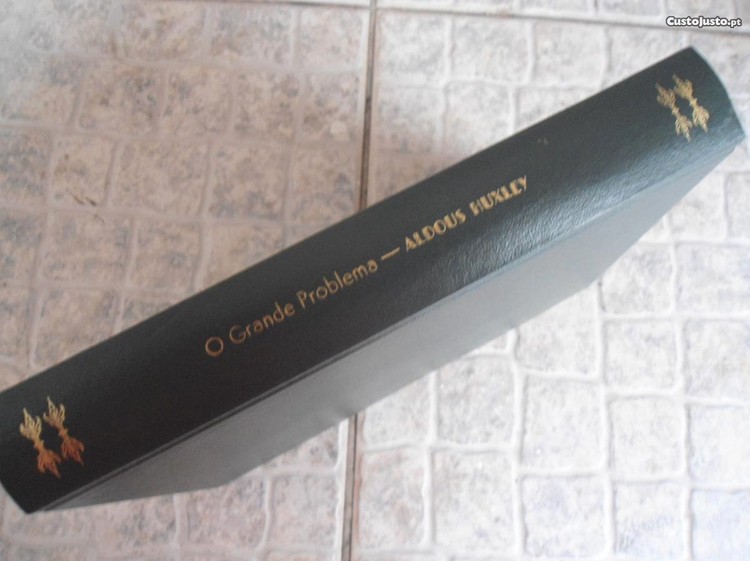 CustoJusto.pt
O Grande Problema — ALDOUS HUXLEY